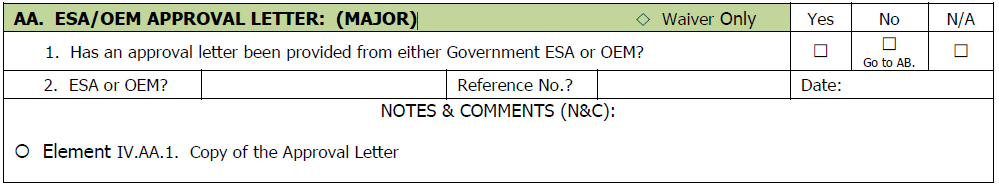 AA. ESA/OEM APPROVAL LETTER: (MAJOR) ◇ Waiver Only Yes No N/A
1. Has an approval letter been provided from either Government ESA or OEM? ☐ ☐ ☐
Go to AB.
2. ESA or OEM? Reference No.? Date:
NOTES & COMMENTS (N&C):
○ Element IV.AA.1. Copy of the Approval Letter